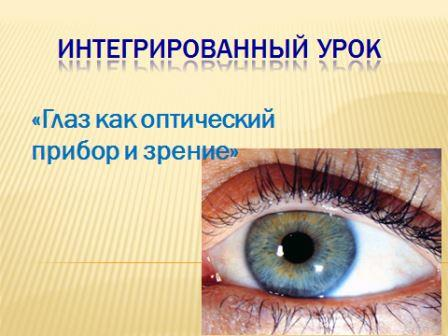 ИНТЕГРИРОВАННЫЙ УРОК
«Глаз как оптический
прибор и зрение»